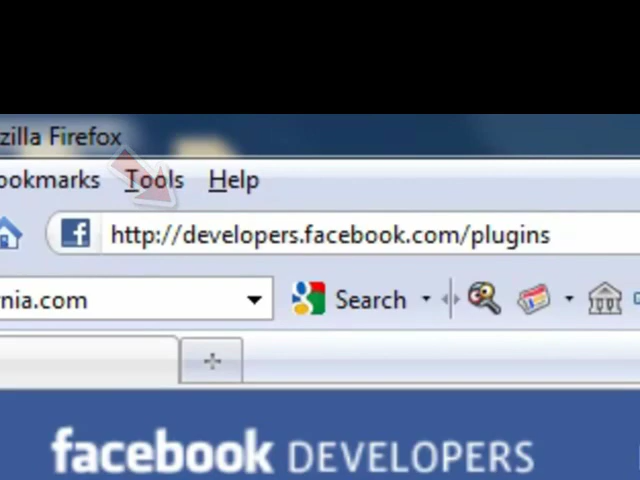 zilla Firefox
ookmarks Tools Help
http://developers.facebook.com/plugins
nia.com Search
facebook DEVELOPERS